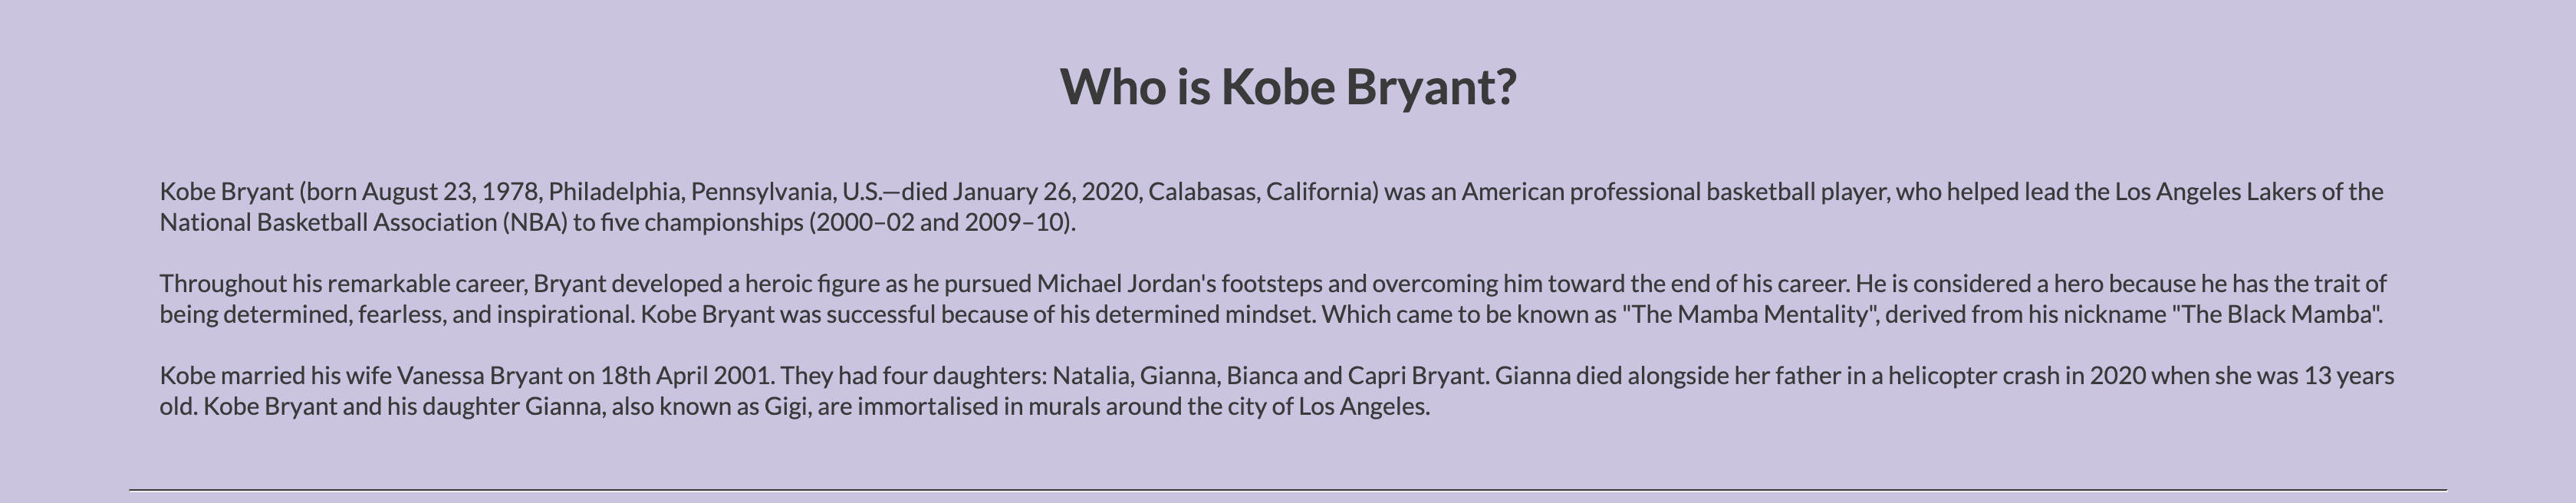 Who is Kobe Bryant?
Kobe Bryant (born August 23, 1978, Philadelphia, Pennsylvania, U.S.—died January 26, 2020, Calabasas, California) was an American professional basketball player, who helped lead the Los Angeles Lakers of the
National Basketball Association (NBA) to five championships (2000–02 and 2009–10).
Throughout his remarkable career, Bryant developed a heroic figure as he pursued Michael Jordan's footsteps and overcoming him toward the end of his career. He is considered a hero because he has the trait of
being determined, fearless, and inspirational. Kobe Bryant was successful because of his determined mindset. Which came to be known as "The Mamba Mentality", derived from his nickname "The Black Mamba".
Kobe married his wife Vanessa Bryant on 18th April 2001. They had four daughters: Natalia, Gianna, Bianca and Capri Bryant. Gianna died alongside her father in a helicopter crash in 2020 when she was 13 years
old. Kobe Bryant and his daughter Gianna, also known as Gigi, are immortalised in murals around the city of Los Angeles.